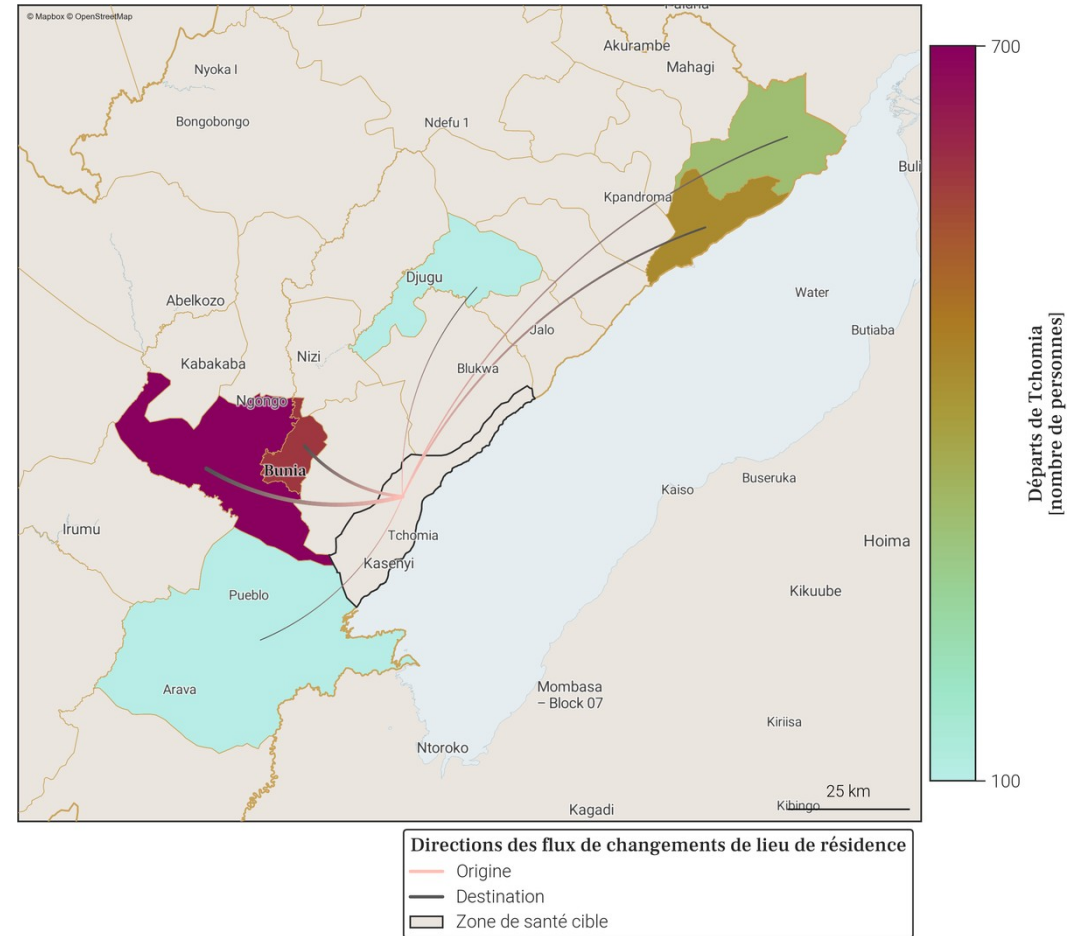 © Mapbox © OpenStreetMap
Akurambe
Mahagi
Nyoka I
Bongobongo
Ndefu 1
Buli
Kpandroma
Djugu
Water
Abelkozo
Jalo
Butiaba
Nizi
Kabakaba
Blukwa
Ngongo
Bunia
Buseruka
Kaiso
Irumu
Tchomia
Hoima
Kasenyi
Pueblo
Kikuube
Arava
Mombasa
– Block 07
Kiriisa
Ntoroko
25 km
Kagadi
Kibingo
700
100
Départs de Tchomia
[nombre de personnes]
Directions des flux de changements de lieu de résidence
Origine
Destination
Zone de santé cible